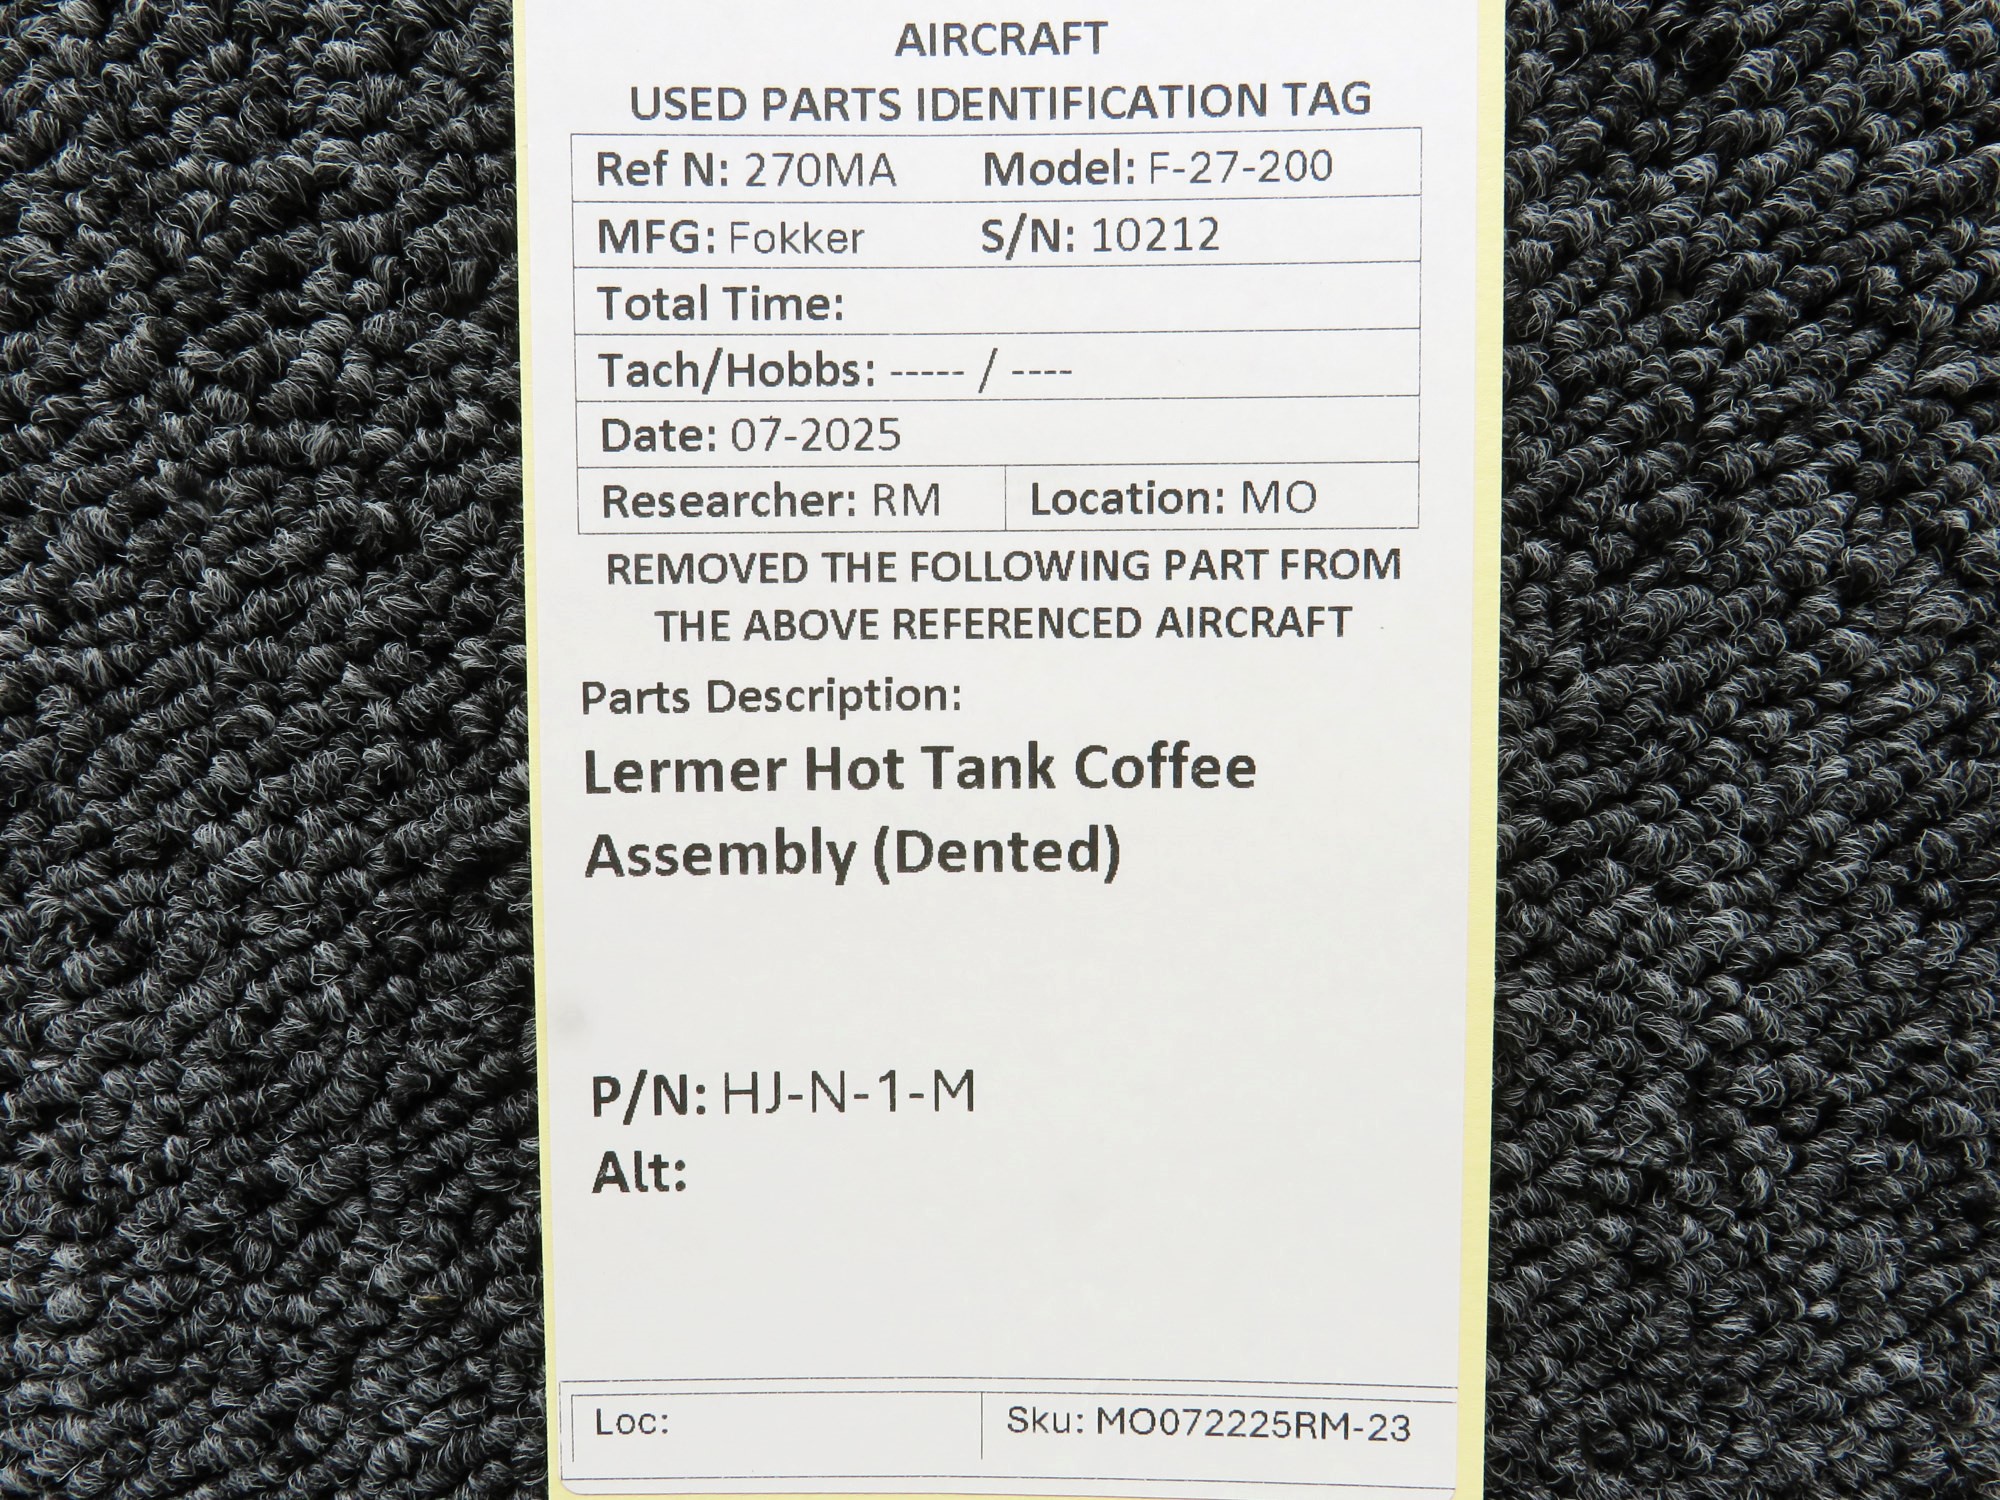 AIRCRAFT
USED PARTS IDENTIFICATION TAG
Ref N: 270MA Model: F-27-200
MFG: Fokker S/N: 10212
Total Time:
Tach/Hobbs: ----- / ----
Date: 07-2025
Researcher: RM Location: MO
REMOVED THE FOLLOWING PART FROM
THE ABOVE REFERENCED AIRCRAFT
Parts Description:
Lermer Hot Tank Coffee
Assembly (Dented)
P/N: HJ-N-1-M
Alt:
Loc: Sku: MO072225RM-23